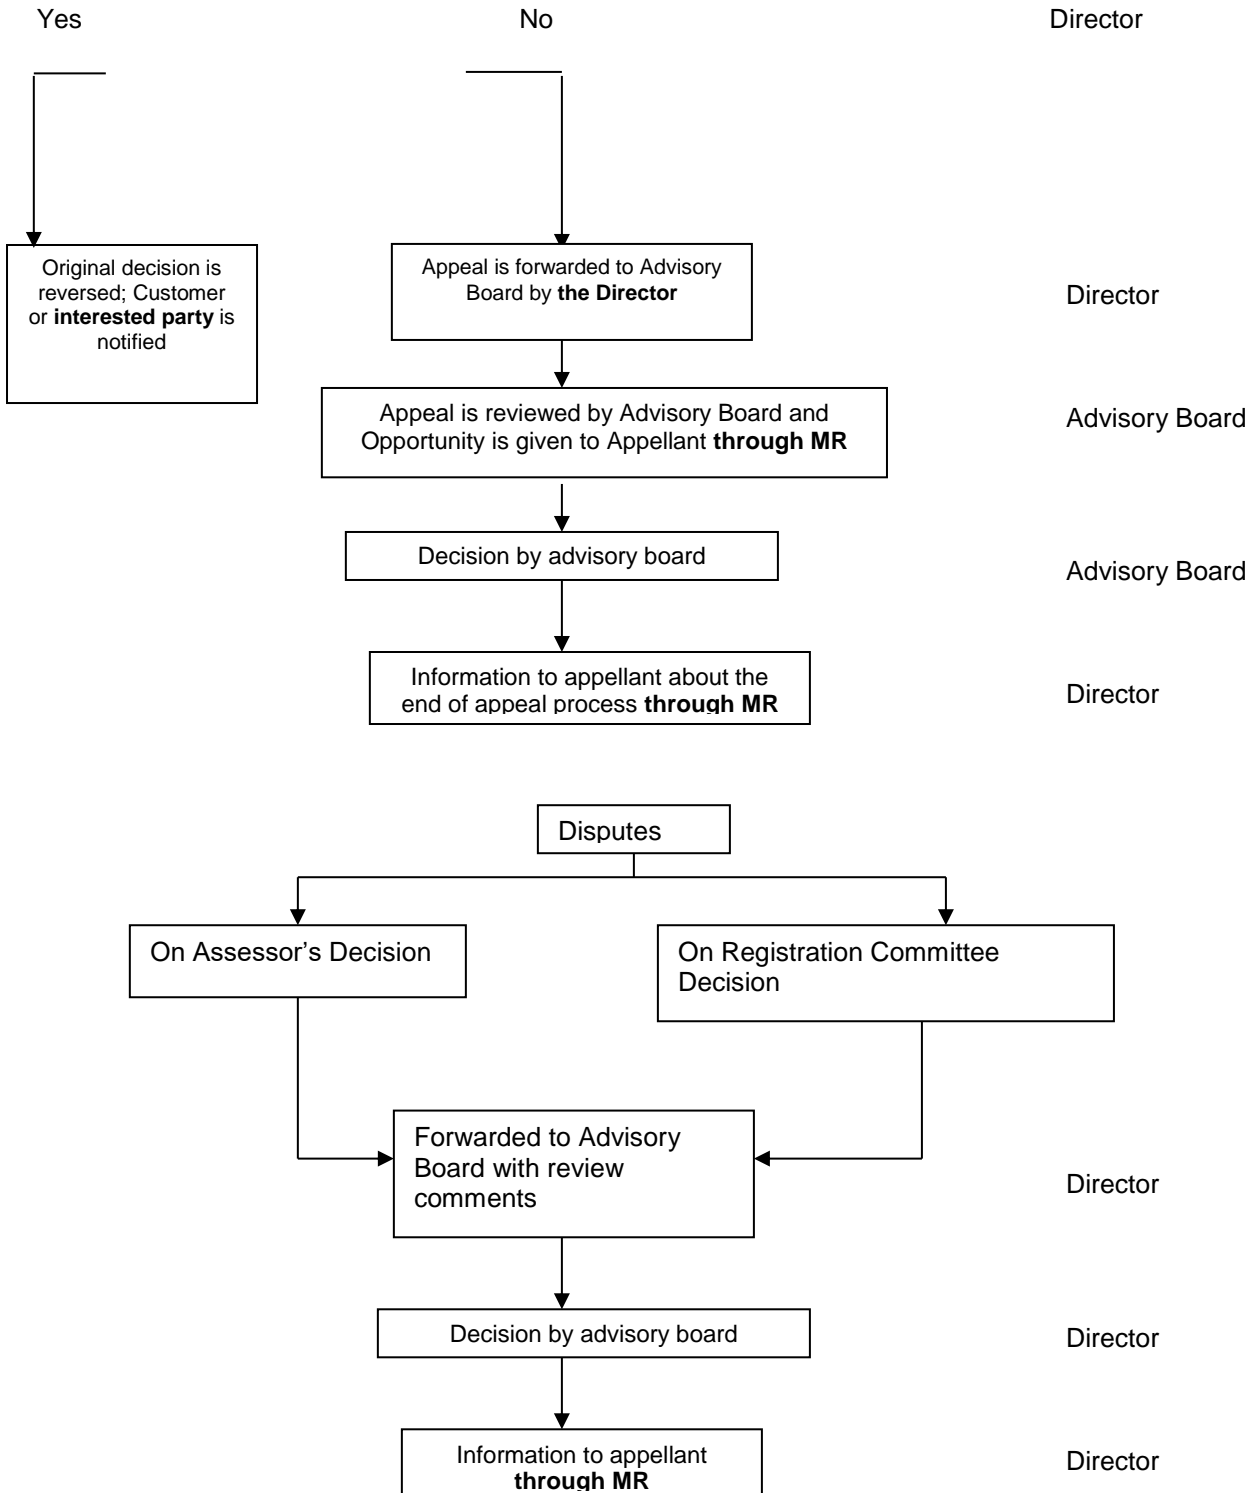 Yes No Director
Original decision is
reversed; Customer
or interested party is
notified
Appeal is forwarded to Advisory
Board by the Director
Director
Appeal is reviewed by Advisory Board and
Opportunity is given to Appellant through MR
Advisory Board
Decision by advisory board
Advisory Board
Information to appellant about the
end of appeal process through MR
Director
Disputes
On Assessor’s Decision
On Registration Committee
Decision
Forwarded to Advisory
Board with review
comments
Director
Decision by advisory board
Director
Information to appellant
through MR
Director